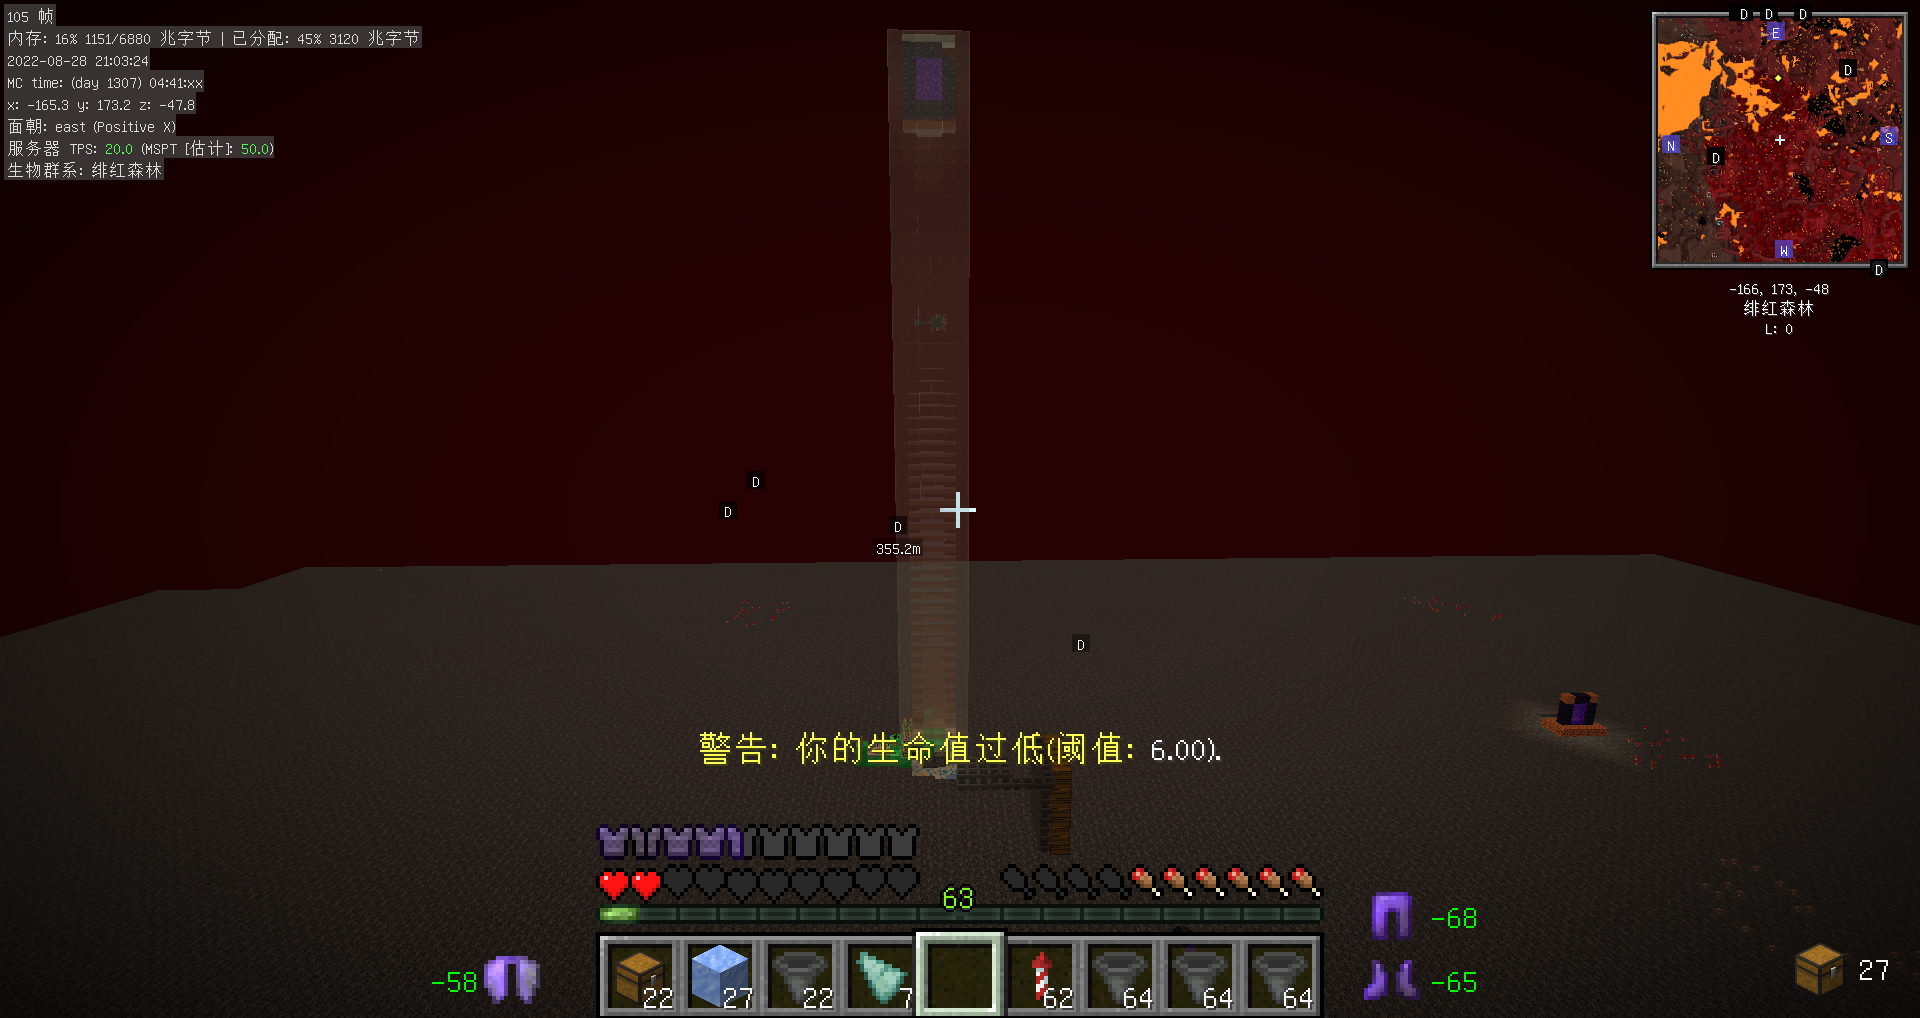 105 帧
内存: 16% 1151/6880 兆字节 | 已分配: 45% 3120 兆字节
2022-08-28 21:03:24
MC time: (day 1307) 04:41:xx
x: -165.3 y: 173.2 z: -47.8
面朝: east (Positive X)
服务器 TPS: 20.0 (MSPT [估计]: 50.0)
生物群系: 绯红森林
D D D
E
D
N
S
D
W
D
-166, 173, -48
绯红森林
L: 0
D
D
D
355.2m
D
警告: 你的生命值过低(阈值: 6.00).
63
-68
-58
-65
22
27
22
7
62
64
64
64
27